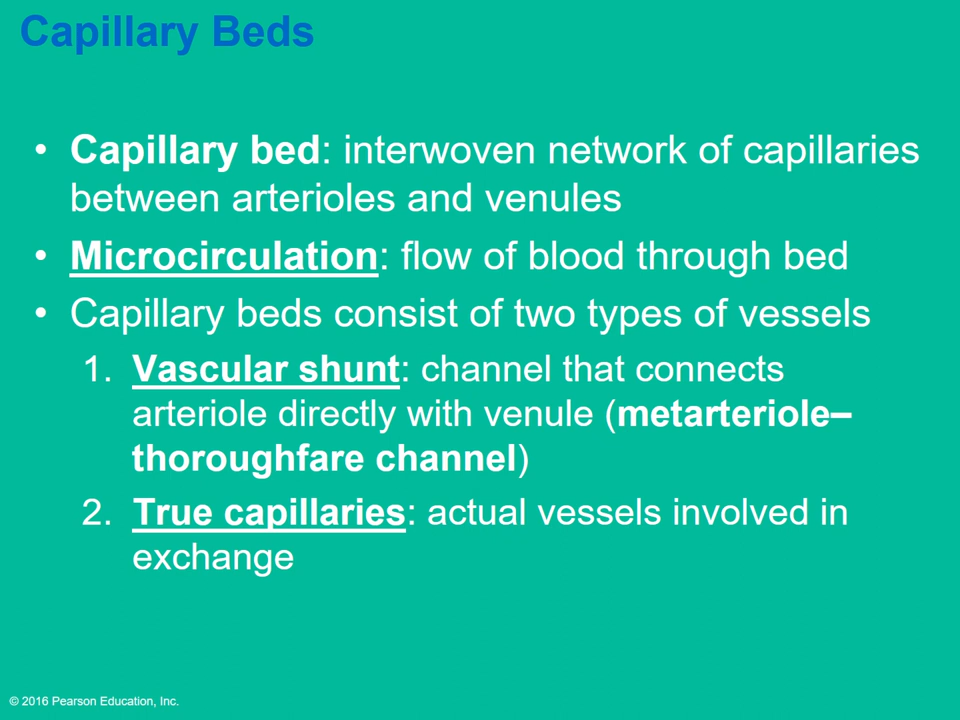 Capillary Beds
• Capillary bed: interwoven network of capillaries
between arterioles and venules
• Microcirculation: flow of blood through bed
• Capillary beds consist of two types of vessels
1. Vascular shunt: channel that connects
arteriole directly with venule (metarteriole–
thoroughfare channel)
2. True capillaries: actual vessels involved in
exchange
© 2016 Pearson Education, Inc.